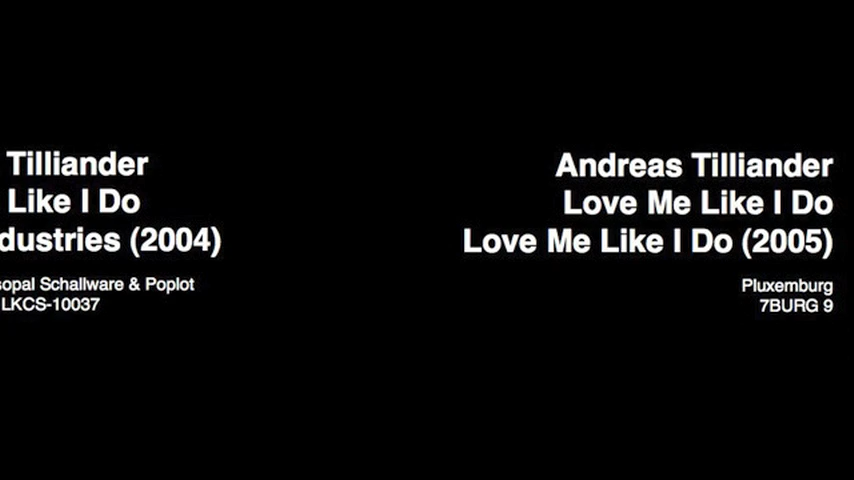 Tilliander
Like I Do
dustries (2004)
opal Schallware & Poplot
LKCS-10037
Andreas Tilliander
Love Me Like I Do
Love Me Like I Do (2005)
Pluxemburg
7BURG 9